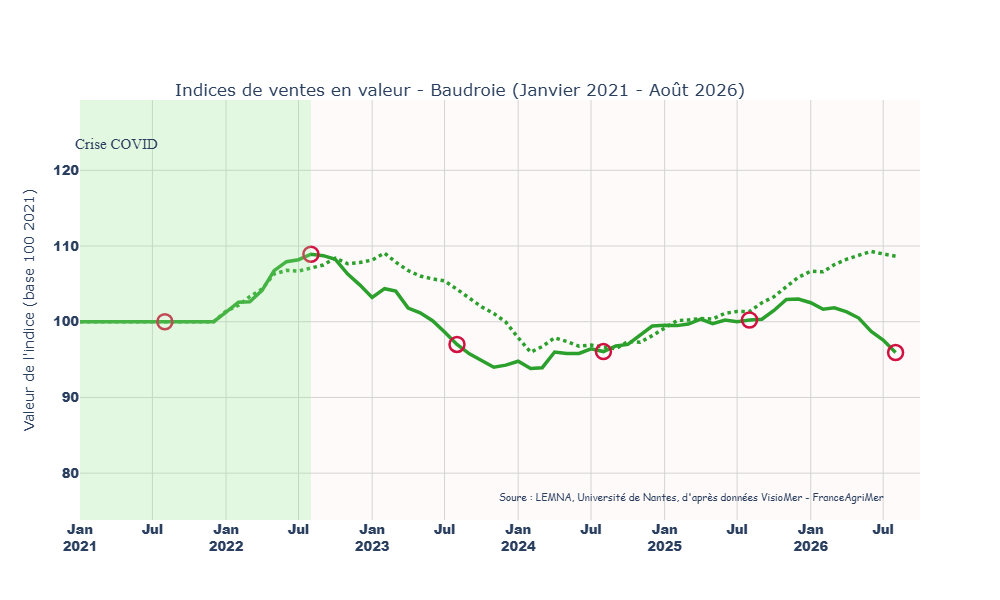 Indices de ventes en valeur - Baudroie (Janvier 2021 - Août 2026)
Crise COVID
120
110
100
90
80
Valeur de l'indice (base 100 2021)
Soure : LEMNA, Université de Nantes, d'après données VisioMer - FranceAgriMer
Jan Jul Jan Jul Jan Jul Jan Jul Jan Jul Jan Jul
2021 2022 2023 2024 2025 2026